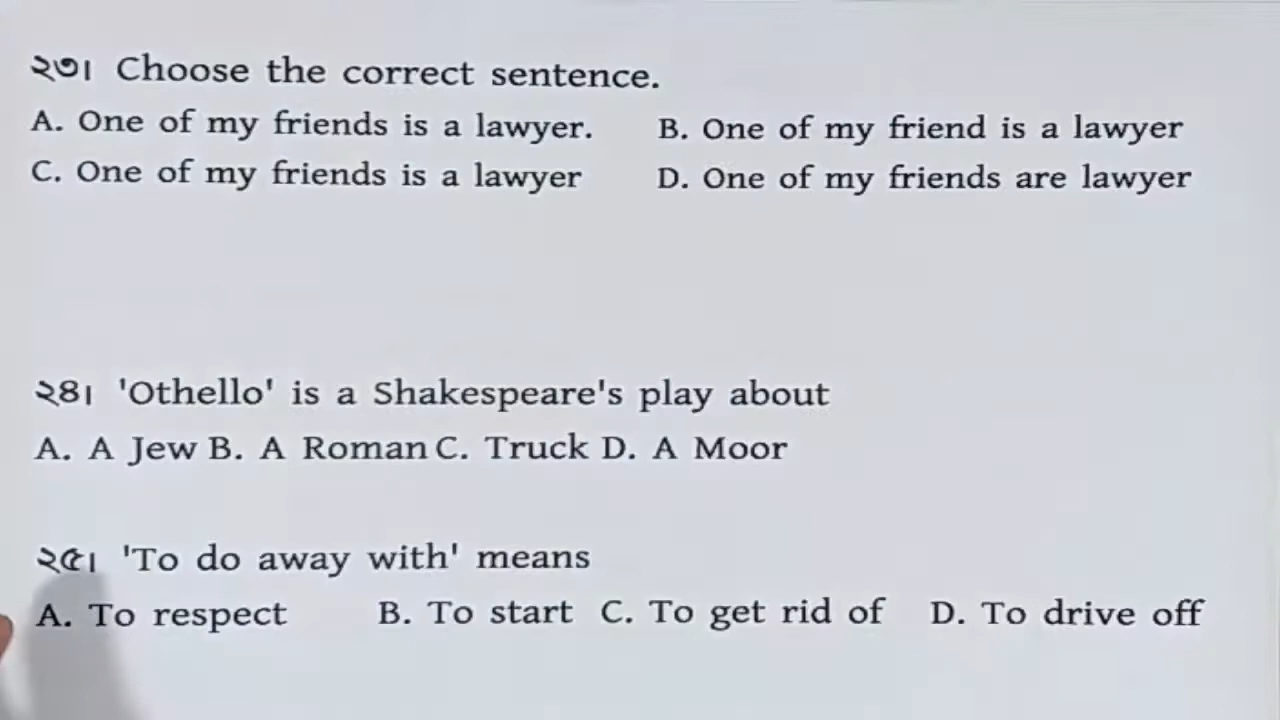 ২৩। Choose the correct sentence.
A. One of my friends is a lawyer. B. One of my friend is a lawyer
C. One of my friends is a lawyer D. One of my friends are lawyer
২৪। 'Othello' is a Shakespeare's play about
A. A Jew B. A Roman C. Truck D. A Moor
২৫। 'To do away with' means
A. To respect B. To start C. To get rid of D. To drive off